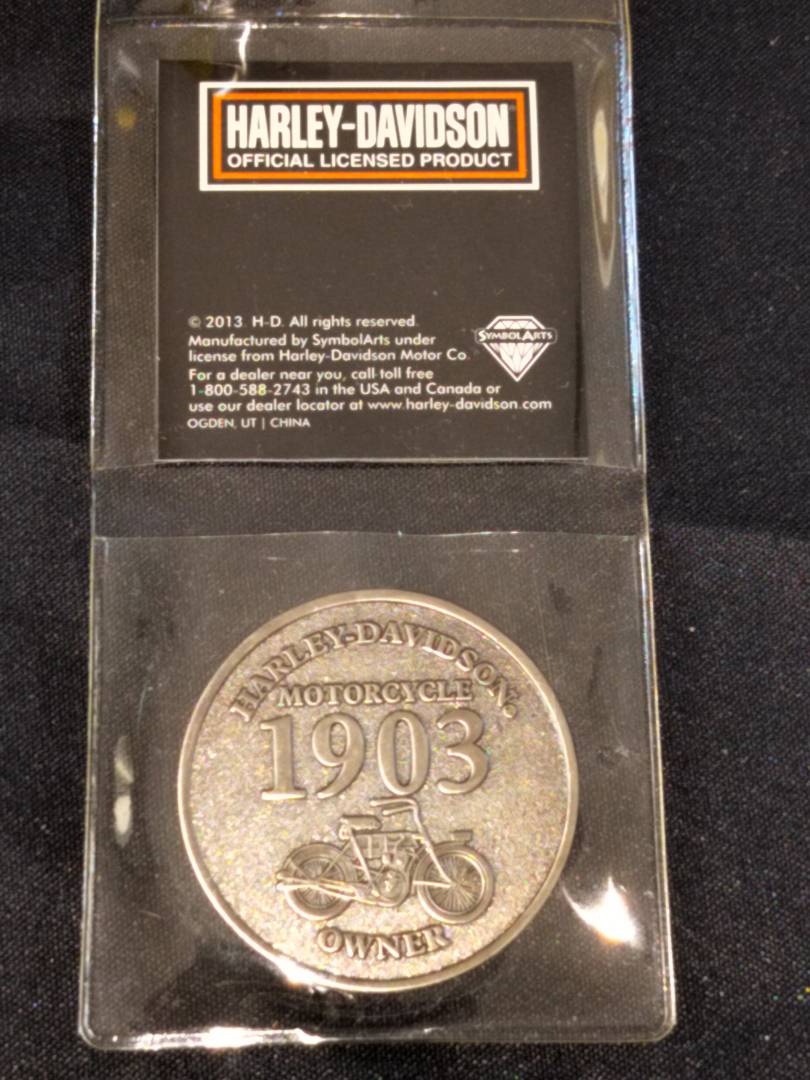 HARLEY-DAVIDSON
OFFICIAL LICENSED PRODUCT
© 2013 H-D. All rights reserved.
Manufactured by SymbolArts under
license from Harley-Davidson Motor Co.
For a dealer near you, call toll free
1-800-588-2743 in the USA and Canada or
use our dealer locator at www.harley-davidson.com
OGDEN, UT | CHINA
SYMBOLARTS
HARLEY-DAVIDSON
MOTORCYCLE
1903
OWNER